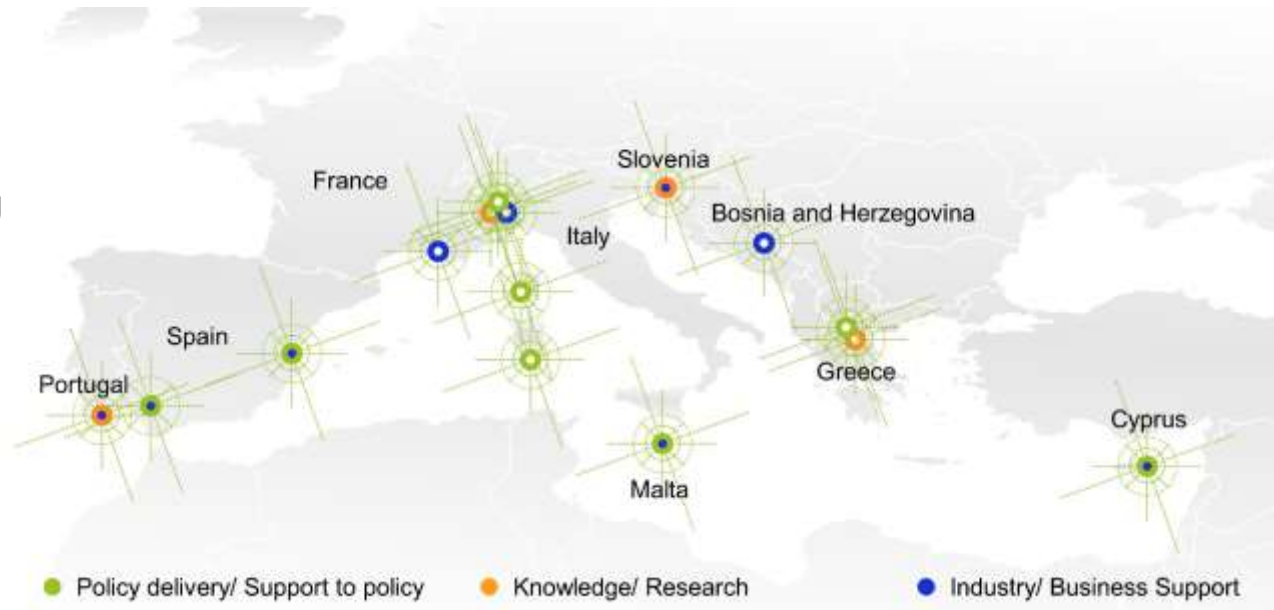 Slovenia
France
Bosnia and Herzegovina
Italy
Spain
Greece
Portugal
Cyprus
Malta
Policy delivery/ Support to policy
Knowledge/ Research
Industry/ Business Support